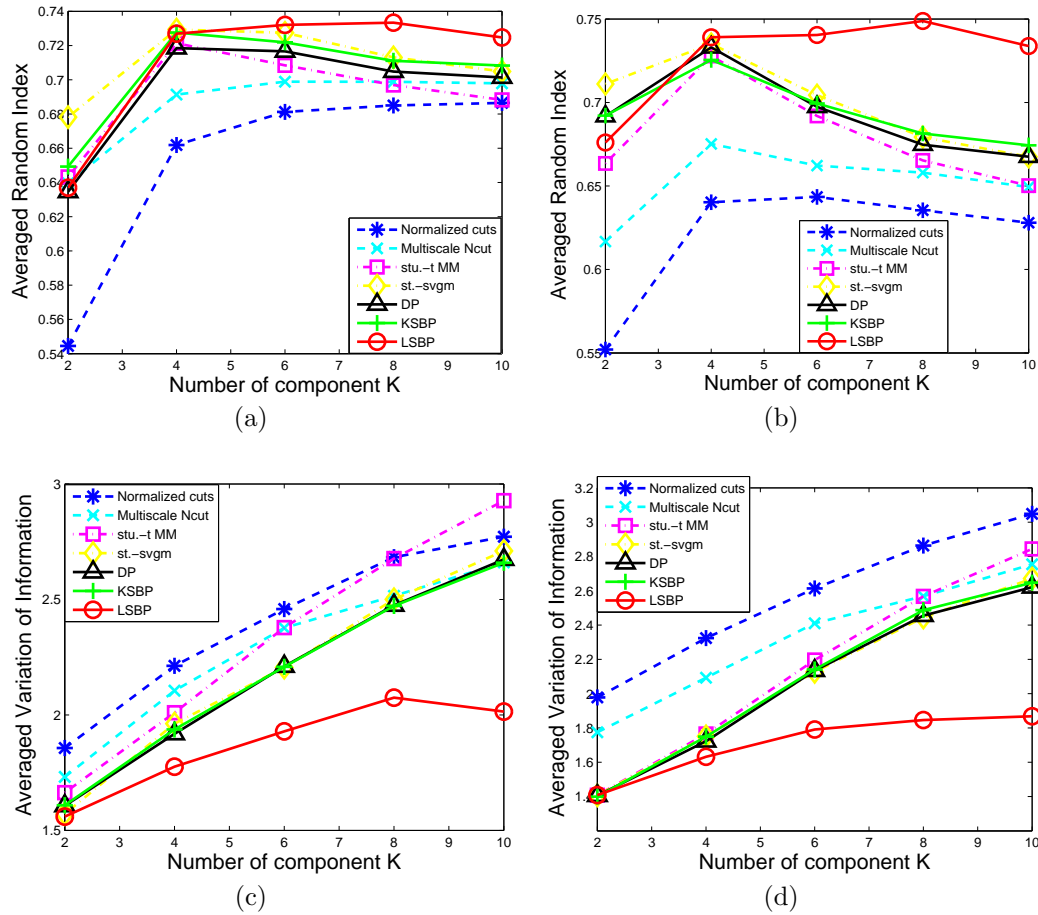 0.74
0.72
0.7
0.68
0.66
0.64
0.62
0.6
0.58
0.56
0.54
2 3 4 5 6 7 8 9 10
Averaged Random Index
Number of component K
Normalized cuts
Multiscale Ncut
stu.-t MM
st.-svgm
DP
KSBP
LSBP
(a)
0.75
0.7
0.65
0.6
0.55
2 3 4 5 6 7 8 9 10
Averaged Random Index
Number of component K
Normalized cuts
Multiscale Ncut
stu.-t MM
st.-svgm
DP
KSBP
LSBP
(b)
3
2.5
2
1.5
2 3 4 5 6 7 8 9 10
Averaged Variation of Information
Number of component K
Normalized cuts
Multiscale Ncut
stu.-t MM
st.-svgm
DP
KSBP
LSBP
(c)
3.2
3
2.8
2.6
2.4
2.2
2
1.8
1.6
1.4
2 3 4 5 6 7 8 9 10
Averaged Variation of Information
Number of component K
Normalized cuts
Multiscale Ncut
stu.-t MM
st.-svgm
DP
KSBP
LSBP
(d)